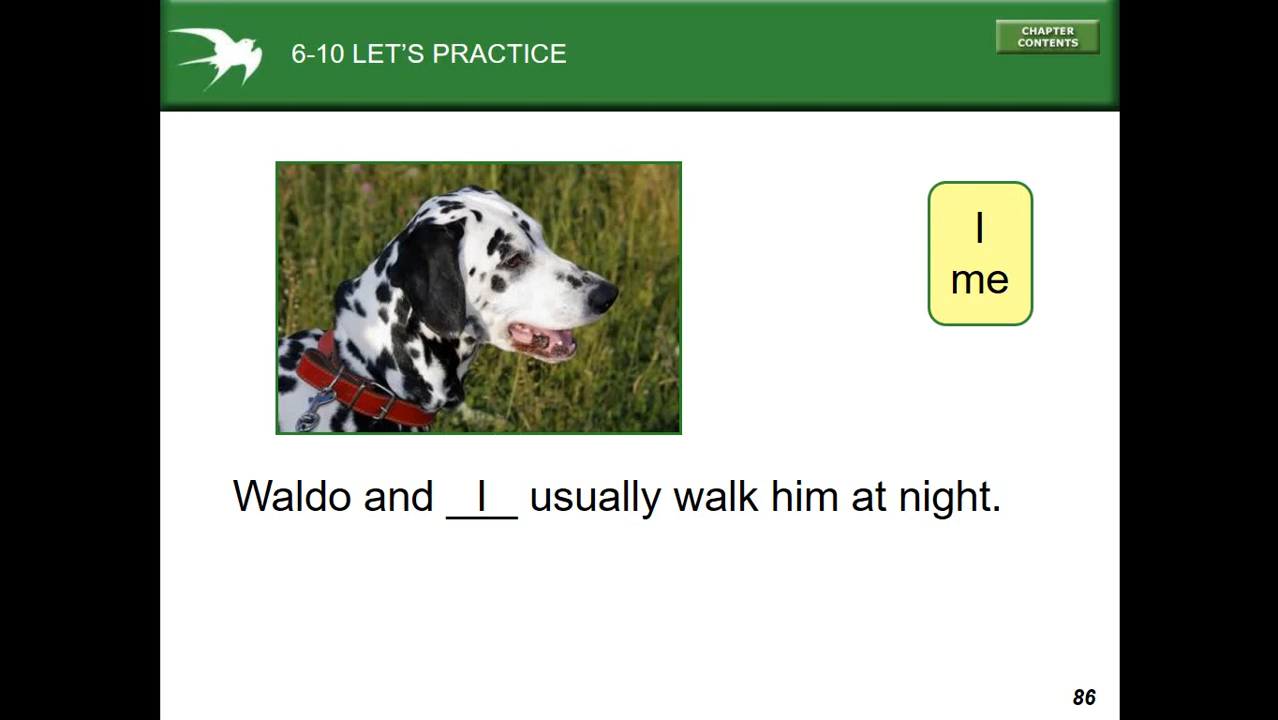 6-10 LET’S PRACTICE
CHAPTER
CONTENTS
I
me
Waldo and __I__ usually walk him at night.
86